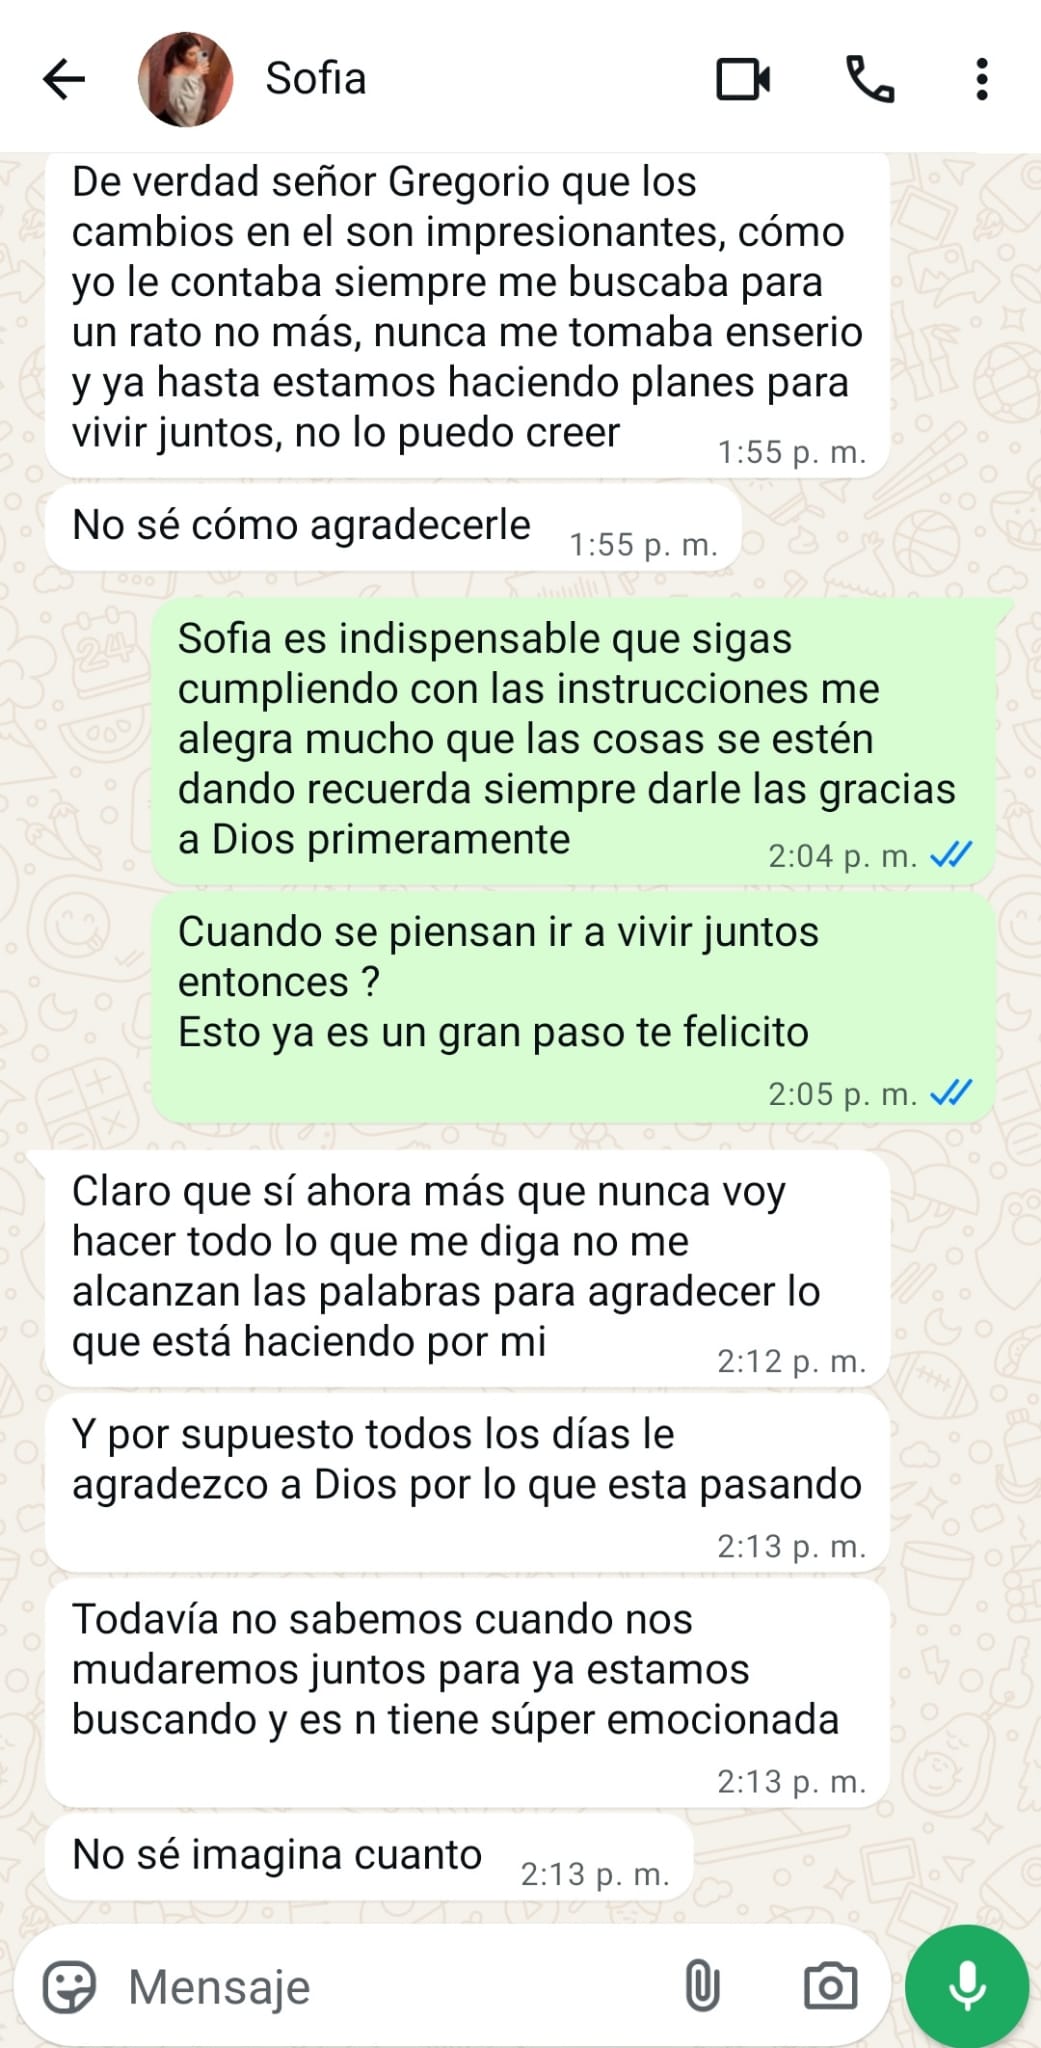 Sofia
De verdad señor Gregorio que los
cambios en el son impresionantes, cómo
yo le contaba siempre me buscaba para
un rato no más, nunca me tomaba enserio
y ya hasta estamos haciendo planes para
vivir juntos, no lo puedo creer
1:55 p. m.
No sé cómo agradecerle
1:55 p. m.
Sofia es indispensable que sigas
cumpliendo con las instrucciones me
alegra mucho que las cosas se estén
dando recuerda siempre darle las gracias
a Dios primeramente
2:04 p. m.
Cuando se piensan ir a vivir juntos
entonces ?
Esto ya es un gran paso te felicito
2:05 p. m.
Claro que sí ahora más que nunca voy
hacer todo lo que me diga no me
alcanzan las palabras para agradecer lo
que está haciendo por mi
2:12 p. m.
Y por supuesto todos los días le
agradezco a Dios por lo que esta pasando
2:13 p. m.
Todavía no sabemos cuando nos
mudaremos juntos para ya estamos
buscando y es n tiene súper emocionada
2:13 p. m.
No sé imagina cuanto
2:13 p. m.
Mensaje